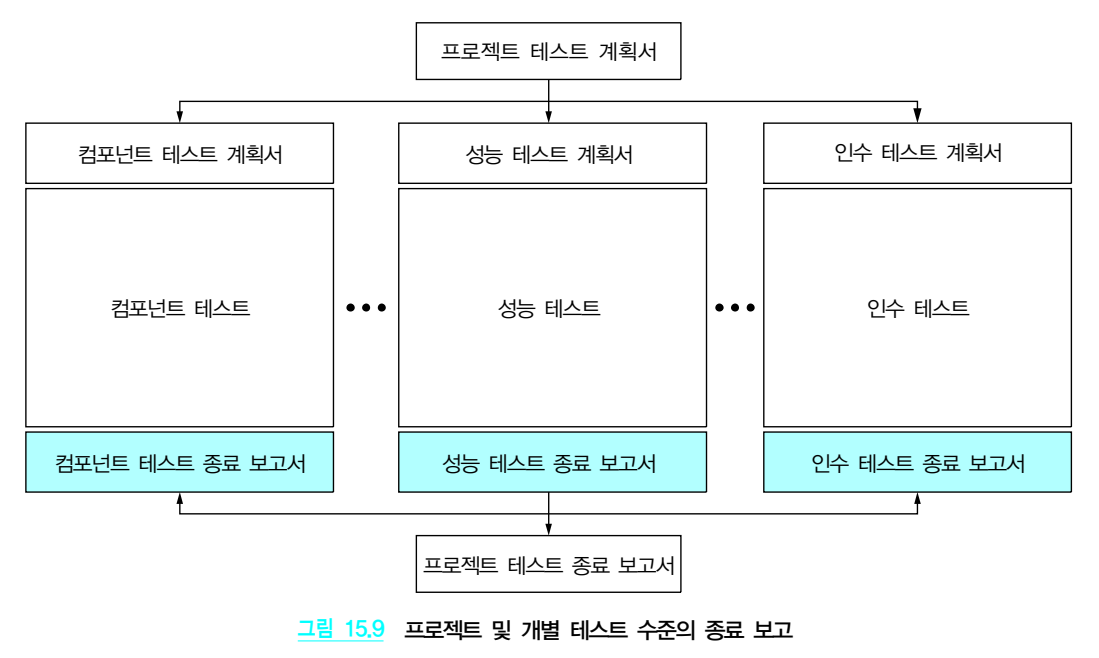 프로젝트 테스트 계획서
컴포넌트 테스트 계획서
성능 테스트 계획서
인수 테스트 계획서
컴포넌트 테스트
성능 테스트
인수 테스트
컴포넌트 테스트 종료 보고서
성능 테스트 종료 보고서
인수 테스트 종료 보고서
프로젝트 테스트 종료 보고서
그림 15.9 프로젝트 및 개별 테스트 수준의 종료 보고